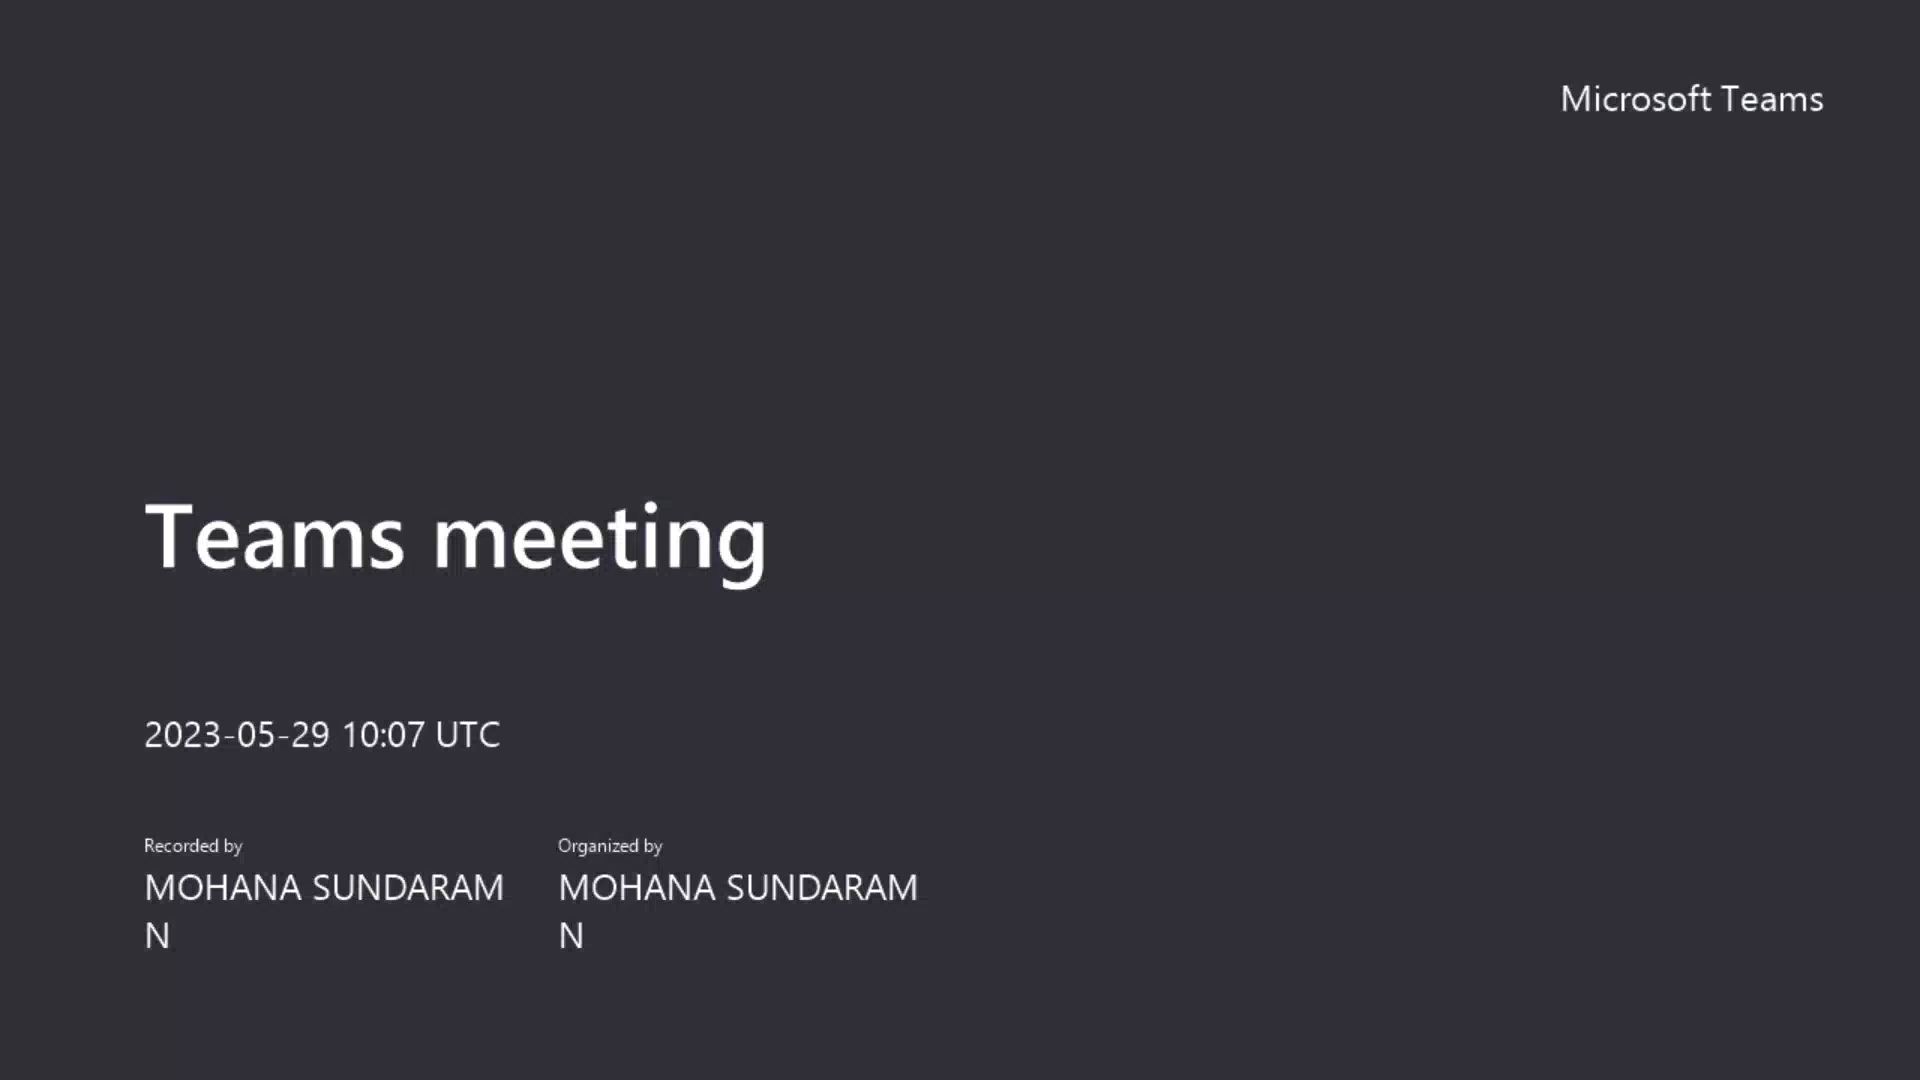 Microsoft Teams
Teams meeting
2023-05-29 10:07 UTC
Recorded by
MOHANA SUNDARAM
N
Organized by
MOHANA SUNDARAM
N